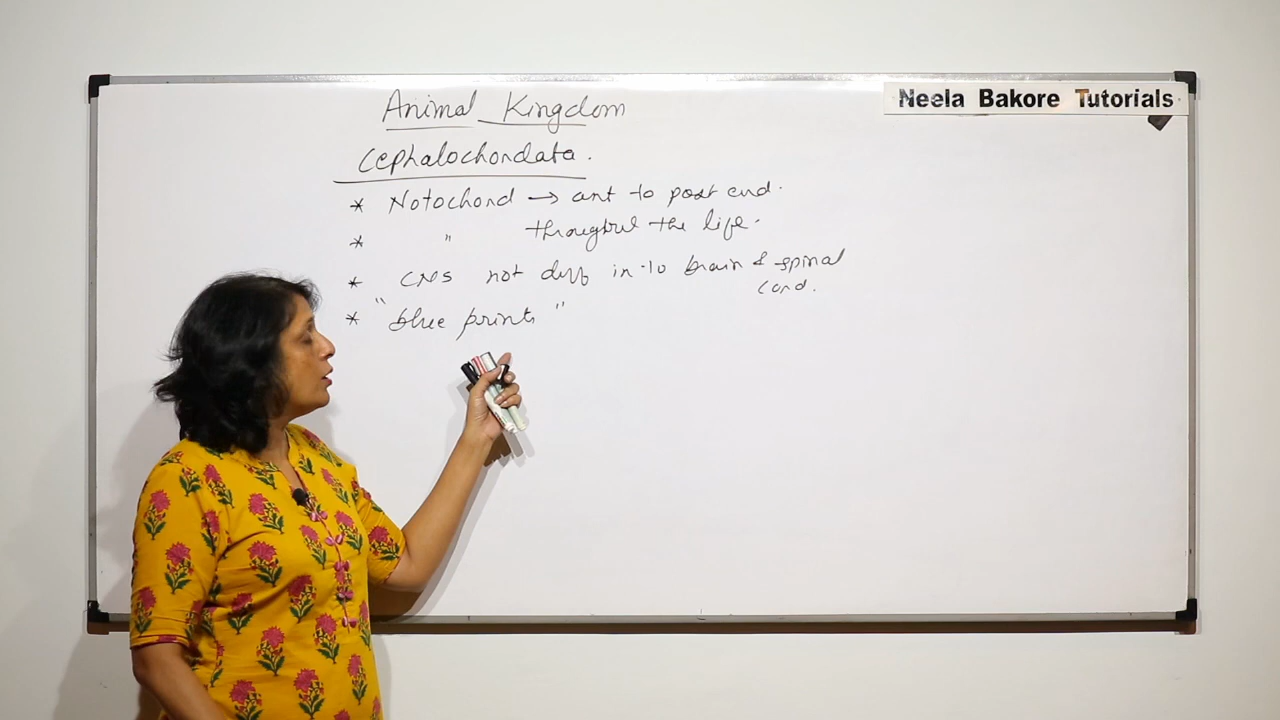 Neela Bakore Tutorials
Animal Kingdom
Cephalochordata.
* Notochord → ant to post end.
* " throughout the life.
* CNS not diff in to brain & spinal
cord.
* "blue prints"